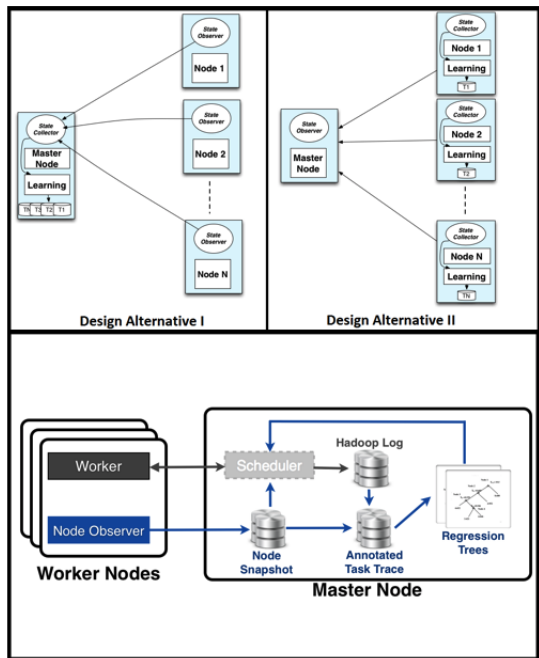 State
Observer
Node 1
State
Observer
Node 2
State
Observer
Node N
State
Collector
Master
Node
Learning
T3 T2 T1
Design Alternative I
State
Collector
Node 1
Learning
T1
State
Collector
Node 2
Learning
T2
State
Collector
Node N
Learning
TN
State
Observer
Master
Node
Design Alternative II
Worker
Node Observer
Worker Nodes
Scheduler
Hadoop Log
Node
Snapshot
Annotated
Task Trace
Regression
Trees
Master Node